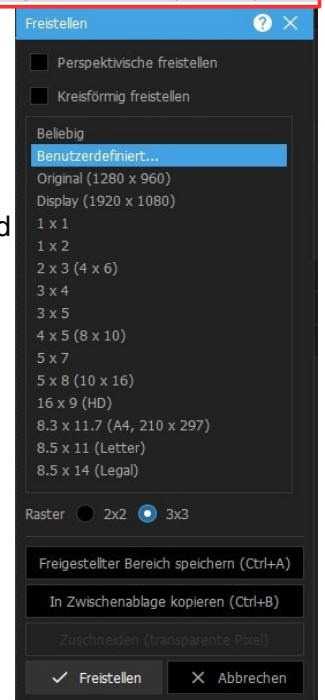 Freistellen ?
Perspektivische freistellen
Kreisförmig freistellen
Beliebig
Benutzerdefiniert...
Original (1280 x 960)
Display (1920 x 1080)
d
1 x 1
1 x 2
2 x 3 (4 x 6)
3 x 4
3 x 5
4 x 5 (8 x 10)
5 x 7
5 x 8 (10 x 16)
16 x 9 (HD)
8.3 x 11.7 (A4, 210 x 297)
8.5 x 11 (Letter)
8.5 x 14 (Legal)
Raster 2x2 3x3
Freigestellter Bereich speichern (Ctrl+A)
In Zwischenablage kopieren (Ctrl+B)
Zuschneiden (transparente Pixel)
Freistellen Abbrechen